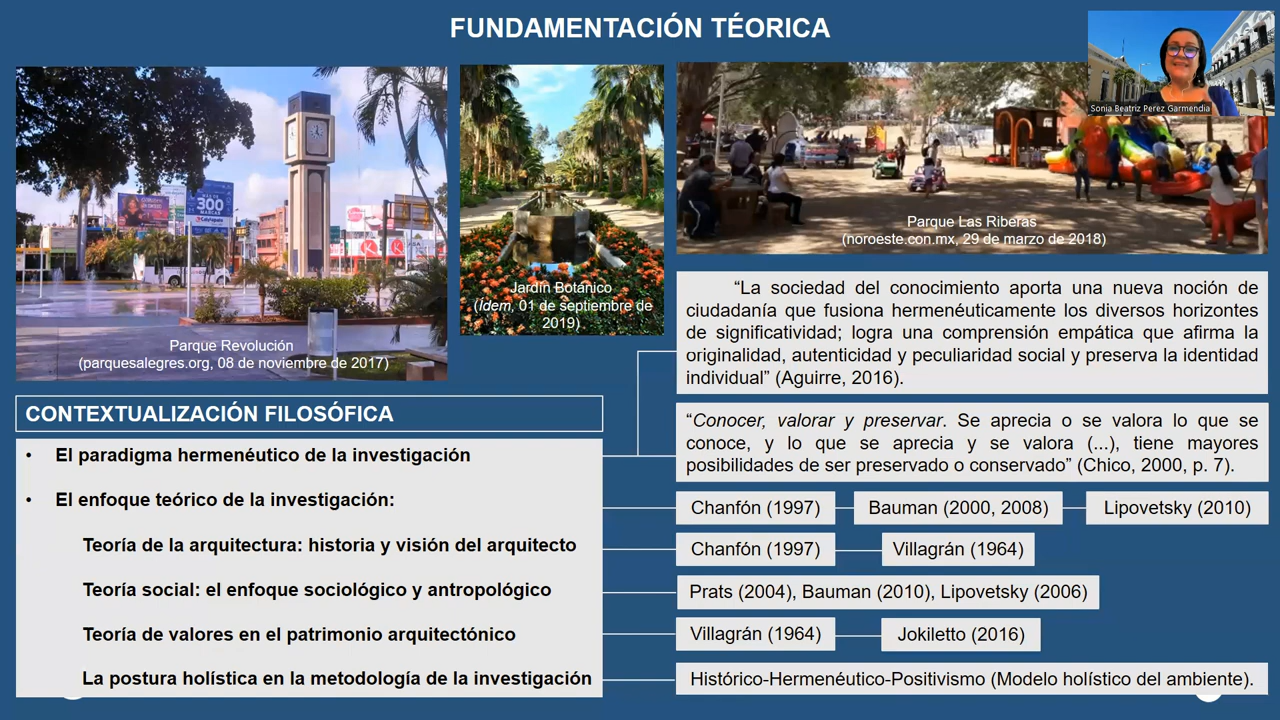 FUNDAMENTACIÓN TÉORICA
Sonia Beatriz Perez Garmendia
300
MARCAS
Parque Revolución
(parquesalegres.org, 08 de noviembre de 2017)
Jardín Botánico
(Ídem, 01 de septiembre de
2019)
Parque Las Riberas
(noroeste.con.mx, 29 de marzo de 2018)
“La sociedad del conocimiento aporta una nueva noción de
ciudadanía que fusiona hermenéuticamente los diversos horizontes
de significatividad; logra una comprensión empática que afirma la
originalidad, autenticidad y peculiaridad social y preserva la identidad
individual” (Aguirre, 2016).
“Conocer, valorar y preservar. Se aprecia o se valora lo que se
conoce, y lo que se aprecia y se valora (...), tiene mayores
posibilidades de ser preservado o conservado” (Chico, 2000, p. 7).
CONTEXTUALIZACIÓN FILOSÓFICA
• El paradigma hermenéutico de la investigación
• El enfoque teórico de la investigación:
Chanfón (1997) Bauman (2000, 2008) Lipovetsky (2010)
Teoría de la arquitectura: historia y visión del arquitecto
Chanfón (1997) Villagrán (1964)
Teoría social: el enfoque sociológico y antropológico
Prats (2004), Bauman (2010), Lipovetsky (2006)
Teoría de valores en el patrimonio arquitectónico
Villagrán (1964) Jokiletto (2016)
La postura holística en la metodología de la investigación
Histórico-Hermenéutico-Positivismo (Modelo holístico del ambiente).